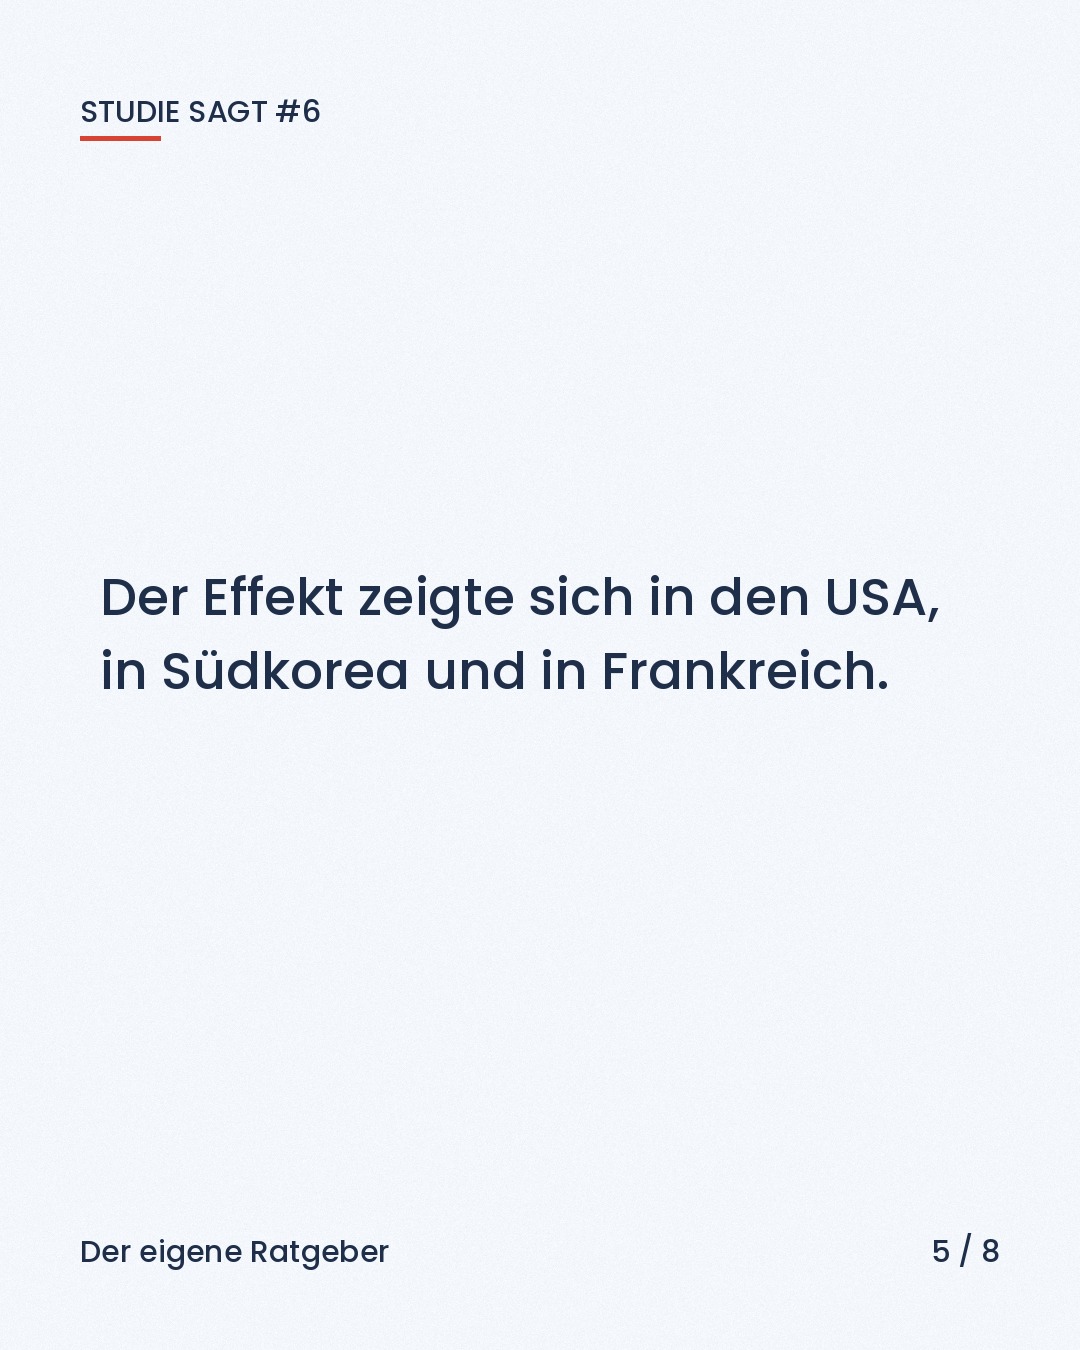 STUDIE SAGT #6
Der Effekt zeigte sich in den USA,
in Südkorea und in Frankreich.
Der eigene Ratgeber
5 / 8